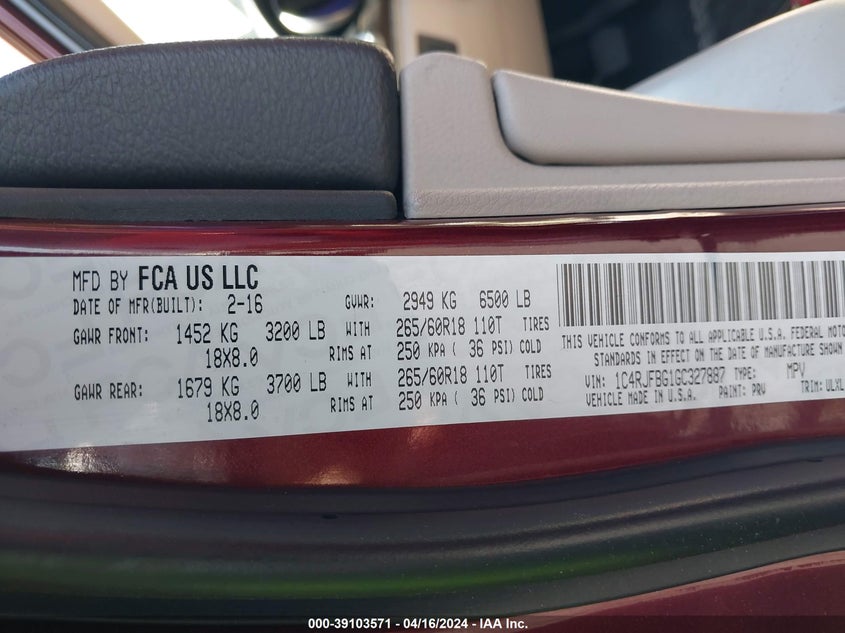 MFD BY FCA US LLC
DATE OF MFR(BUILT): 2-16 GVWR: 2949 KG 6500 LB
GAWR FRONT: 1452 KG 3200 LB WITH 265/60R18 110T TIRES
18X8.0 RIMS AT 250 KPA ( 36 PSI) COLD
GAWR REAR: 1679 KG 3700 LB WITH 265/60R18 110T TIRES
18X8.0 RIMS AT 250 KPA ( 36 PSI) COLD
THIS VEHICLE CONFORMS TO ALL APPLICABLE U.S.A. FEDERAL MOTO
STANDARDS IN EFFECT ON THE DATE OF MANUFACTURE SHOWN
VIN: 1C4RJFBG1GC327887 TYPE: MPV
VEHICLE MADE IN U.S.A. PAINT: PRV TRIM: ULXL
000-39103571 - 04/16/2024 - IAA Inc.